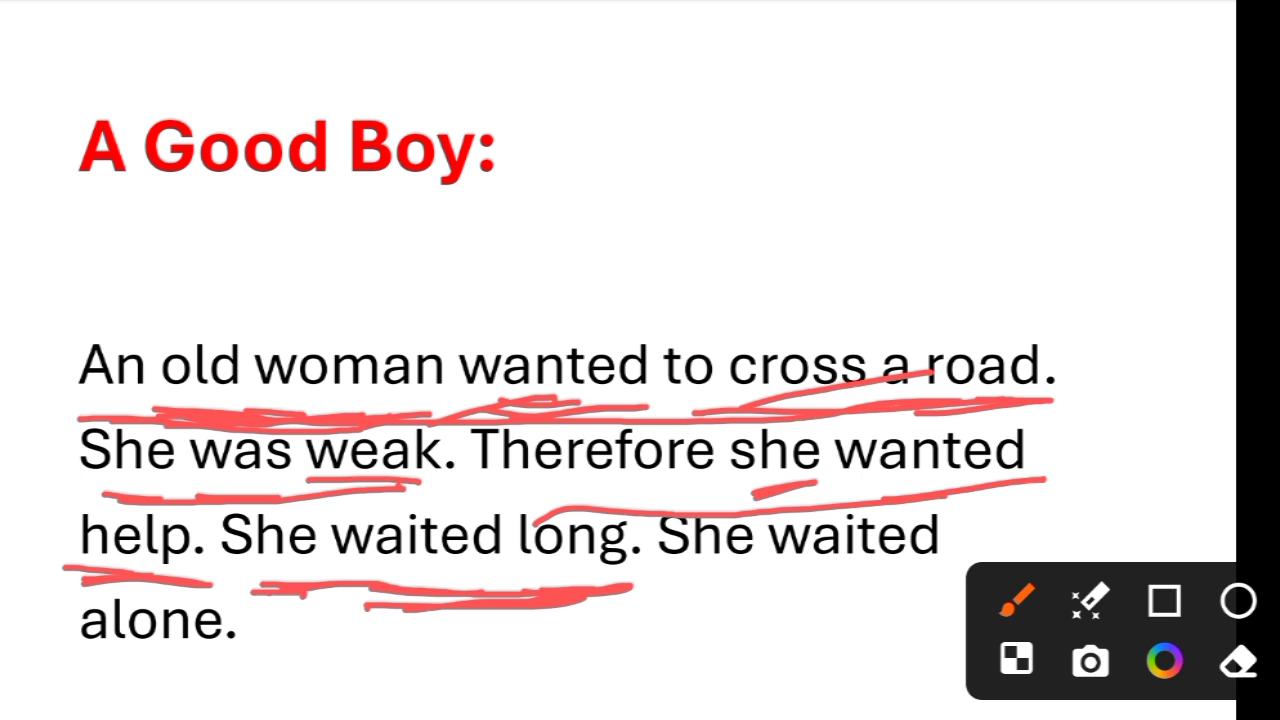 A Good Boy:
An old woman wanted to cross a road.
She was weak. Therefore she wanted
help. She waited long. She waited
alone.